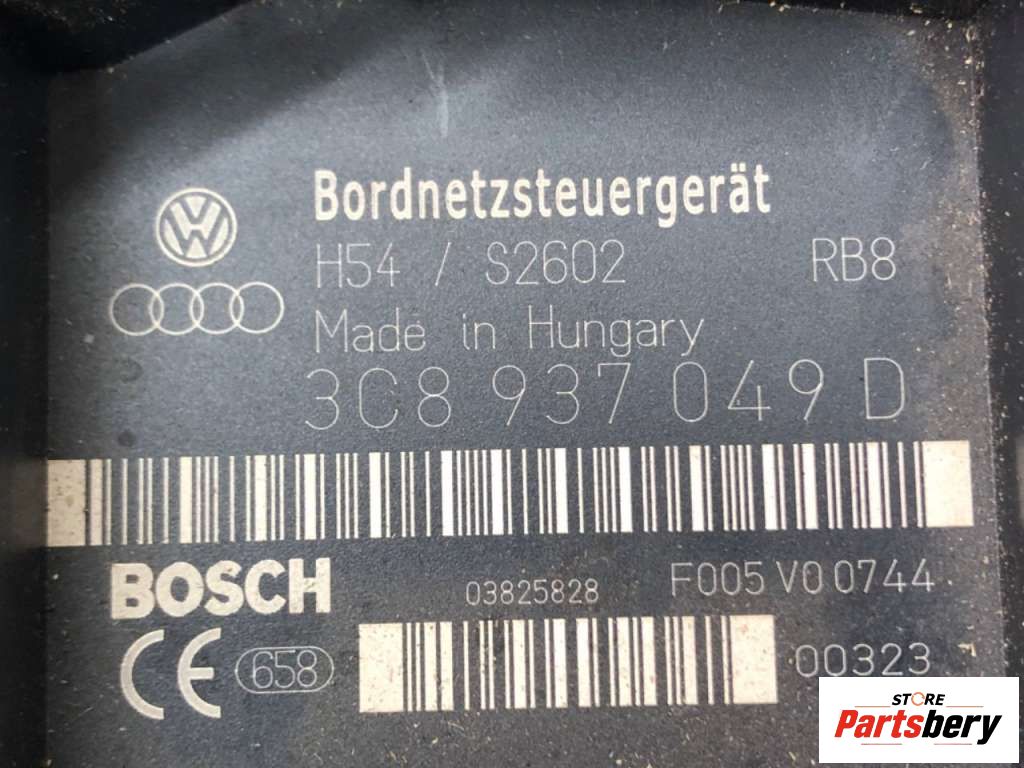 Bordnetzsteuergerät
VW
H54 / S2602 RB8
Made in Hungary
3C8 937 049 D
BOSCH
03825828 F005 V0 0744
CE 658
00323
STORE
Partsbery